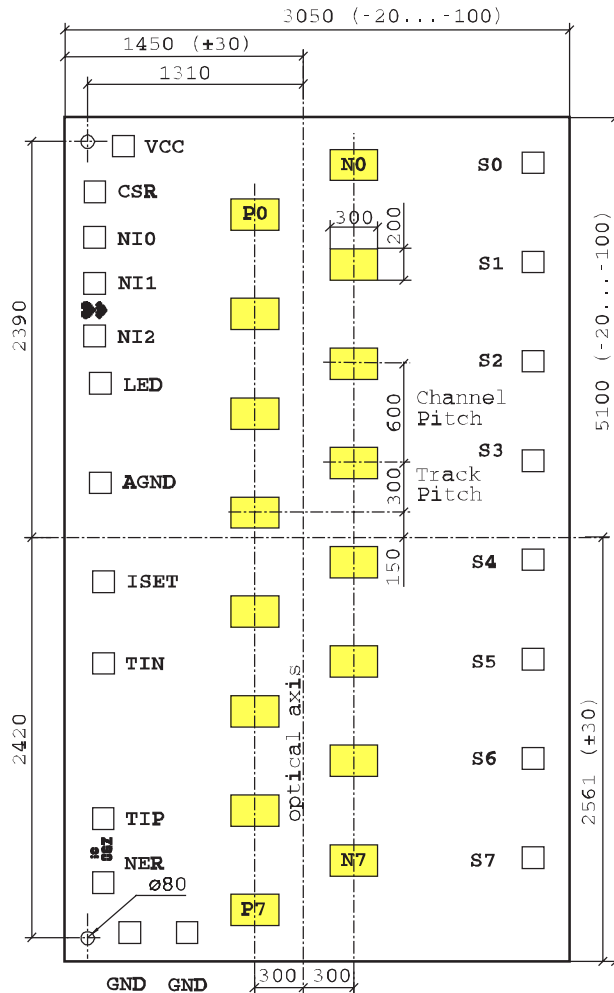 3050 (-20...-100)
1450 (±30)
1310
VCC
N0
S0
CSR
P0
300
200
NI0
S1
NI1
2390
5100 (-20...-100)
NI2
S2
LED
600
Channel
Pitch
S3
AGND
300
Track
Pitch
150
S4
ISET
TIN
S5
optical axis
2420
S6
2561 (±30)
TIP
NER
N7
S7
ø80
P7
GND
GND
300
300